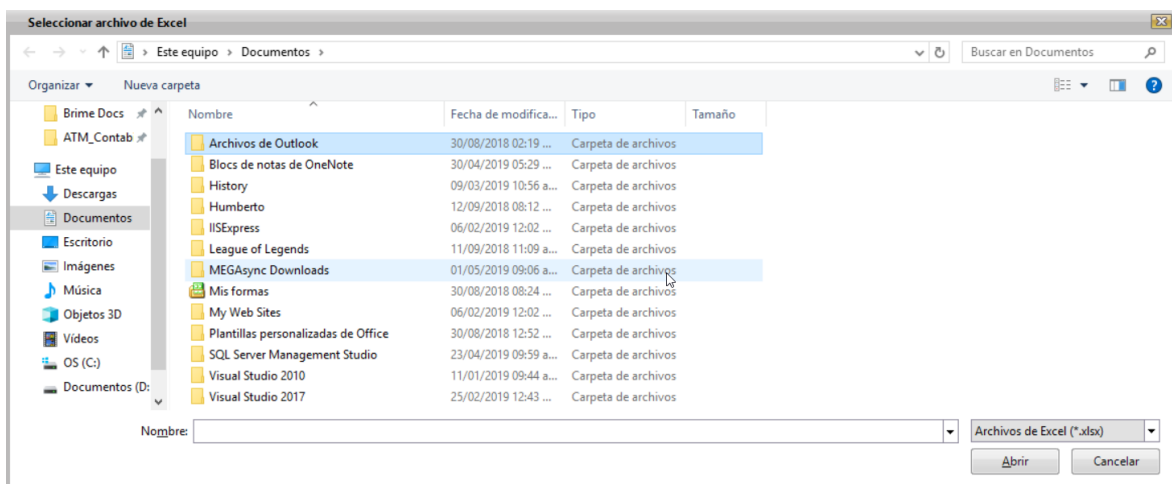 Seleccionar archivo de Excel
Este equipo > Documentos >
Buscar en Documentos
Organizar
Nueva carpeta
Brime Docs
ATM_Contab
Este equipo
Descargas
Documentos
Escritorio
Imágenes
Música
Objetos 3D
Vídeos
OS (C:)
Documentos (D:
Nombre Fecha de modifica... Tipo Tamaño
Archivos de Outlook 30/08/2018 02:19 ... Carpeta de archivos
Blocs de notas de OneNote 30/04/2019 05:29 ... Carpeta de archivos
History 09/03/2019 10:56 a... Carpeta de archivos
Humberto 12/09/2018 08:12 ... Carpeta de archivos
IISExpress 06/02/2019 12:02 ... Carpeta de archivos
League of Legends 11/09/2018 11:09 a... Carpeta de archivos
MEGAsync Downloads 01/05/2019 09:06 a... Carpeta de archivos
Mis formas 30/08/2018 08:24 ... Carpeta de archivos
My Web Sites 06/02/2019 12:02 ... Carpeta de archivos
Plantillas personalizadas de Office 30/08/2018 12:52 ... Carpeta de archivos
SQL Server Management Studio 23/04/2019 09:59 a... Carpeta de archivos
Visual Studio 2010 11/01/2019 09:44 a... Carpeta de archivos
Visual Studio 2017 25/02/2019 12:43 ... Carpeta de archivos
Nombre:
Archivos de Excel (*.xlsx)
Abrir
Cancelar